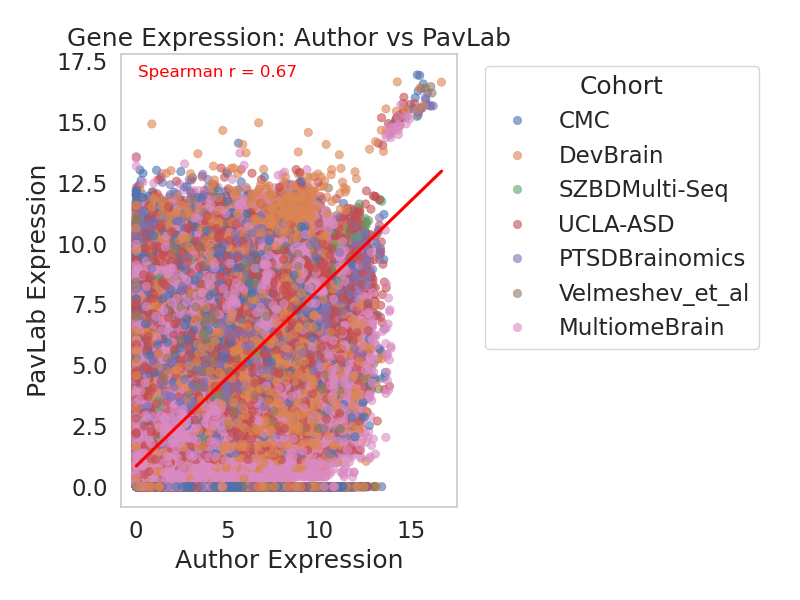 Gene Expression: Author vs PavLab
Spearman r = 0.67
17.5
15.0
12.5
10.0
7.5
5.0
2.5
0.0
PavLab Expression
0 5 10 15
Author Expression
Cohort
CMC
DevBrain
SZBDMulti-Seq
UCLA-ASD
PTSDBrainomics
Velmeshev_et_al
MultiomeBrain